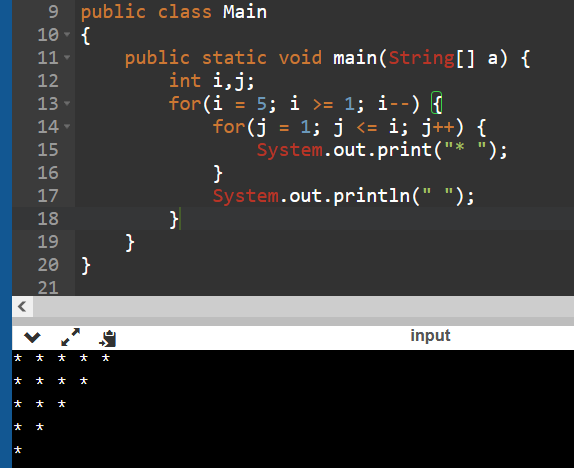 9 public class Main
10 {
11     public static void main(String[] a) {
12         int i,j;
13         for(i = 5; i >= 1; i--) {
14             for(j = 1; j <= i; j++) {
15                 System.out.print("* ");
16             }
17             System.out.println(" ");
18         }
19     }
20 }
21
input
* * * * *
* * * *
* * *
* *
*